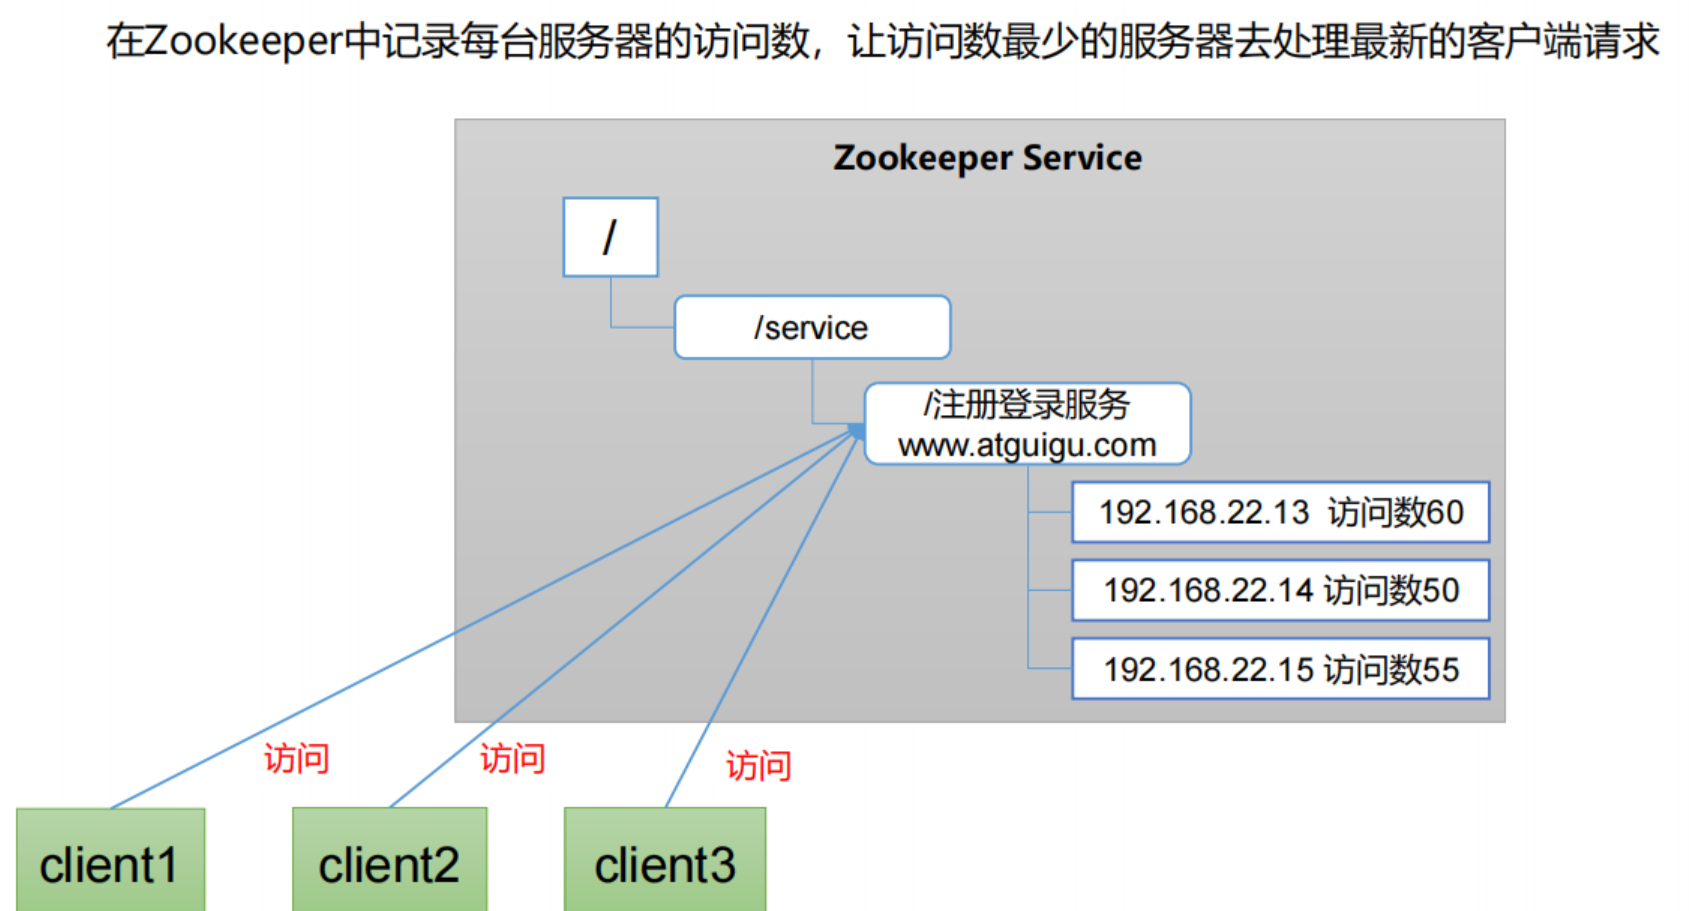 在Zookeeper中记录每台服务器的访问数，让访问数最少的服务器去处理最新的客户端请求
Zookeeper Service
/
/service
/注册登录服务
www.atguigu.com
192.168.22.13 访问数60
192.168.22.14 访问数50
192.168.22.15 访问数55
访问
访问
访问
client1
client2
client3